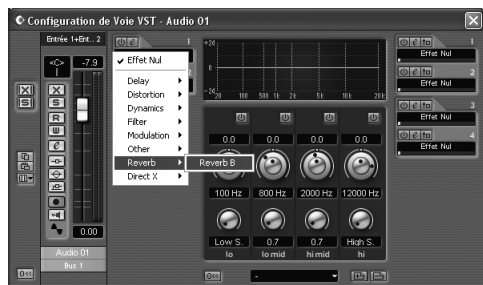 Configuration de Voie VST - Audio 01
Entrée 1+Ent.. 2
<C>
-7.9
X
S
R
W
e
0.00
Audio 01
Bus 1
1
✓ Effet Nul
Delay
Distortion
Dynamics
Filter
Modulation
Other
Reverb
Direct X
Reverb B
+24
0
-24
20 100 500 1k 2k 5k 10k 20k
0.0 0.0 0.0 0.0
100 Hz 800 Hz 2000 Hz 12000 Hz
Low S. 0.7 0.7 High S.
lo lo mid hi mid hi
1
Effet Nul
2
Effet Nul
3
Effet Nul
4
Effet Nul